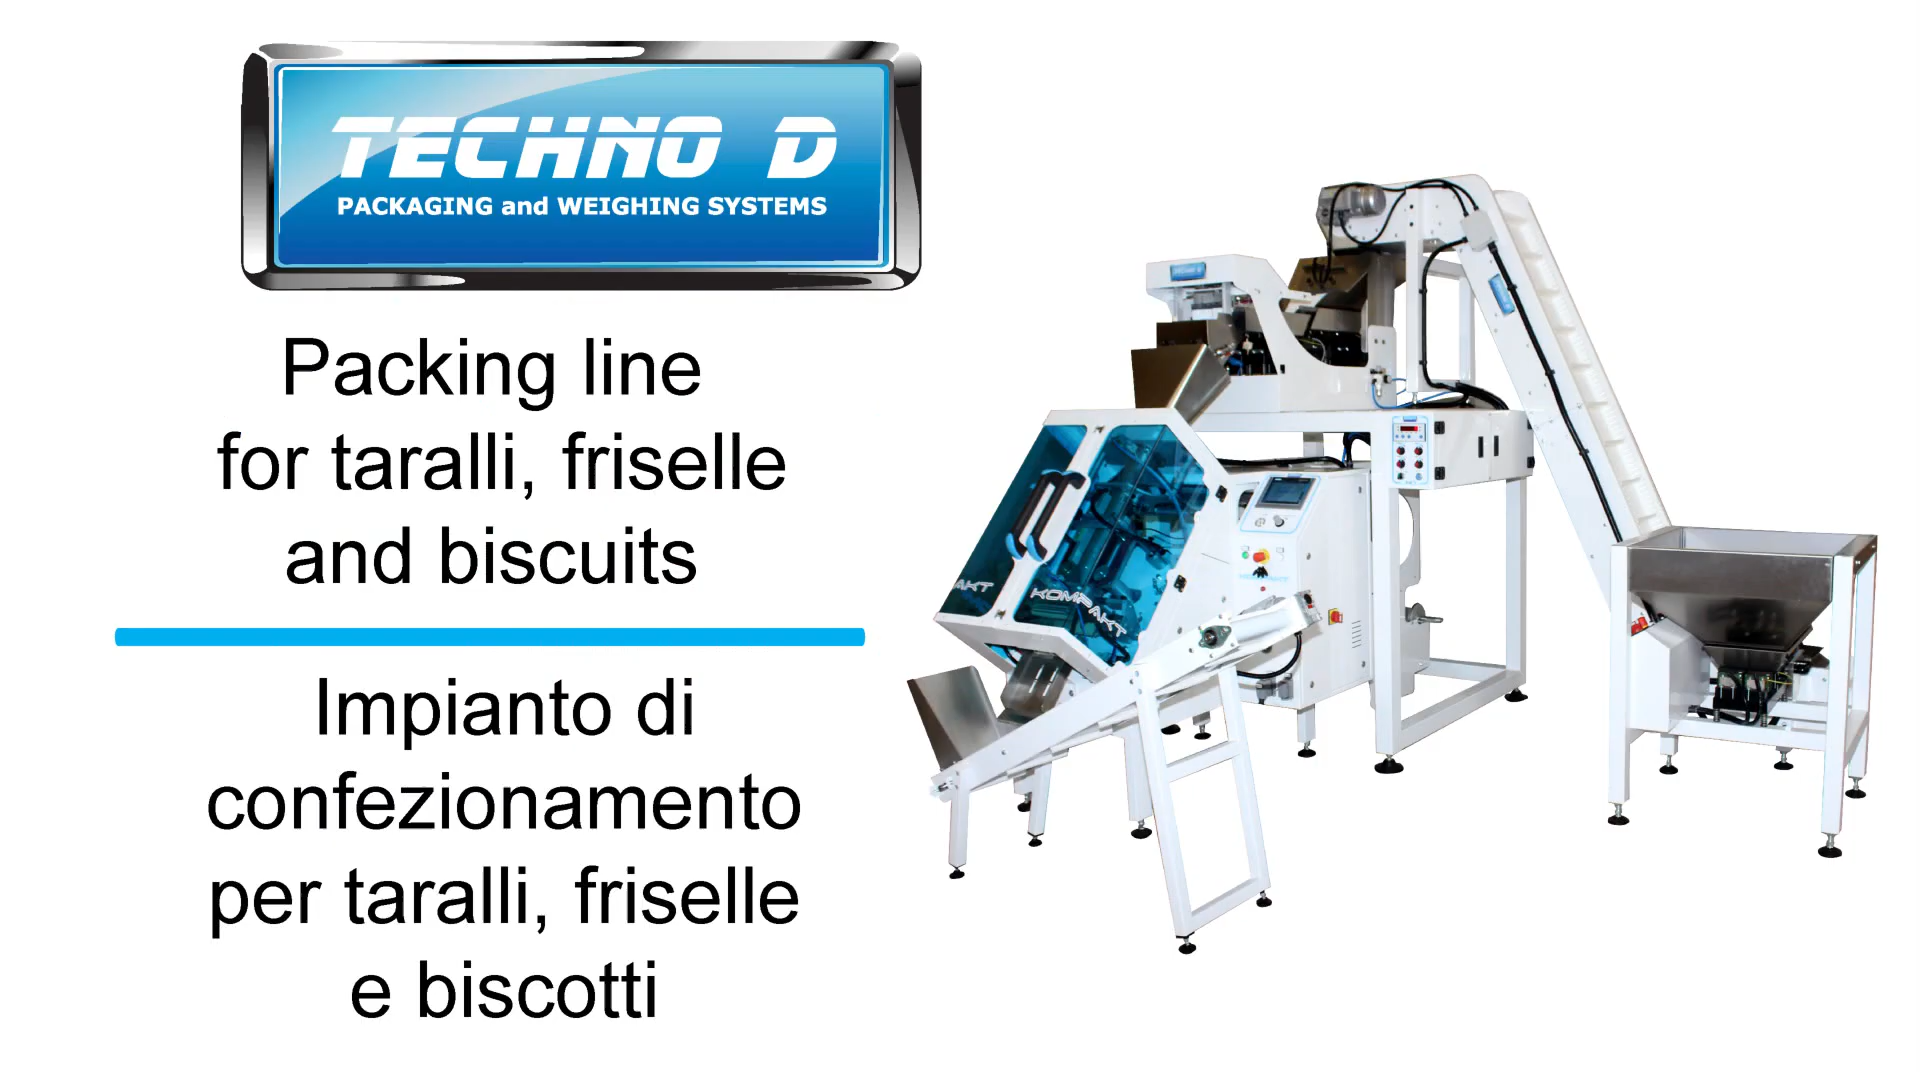 TECHNO D
PACKAGING and WEIGHING SYSTEMS
Packing line
for taralli, friselle
and biscuits
Impianto di
confezionamento
per taralli, friselle
e biscotti
AKT
KOMPAKT